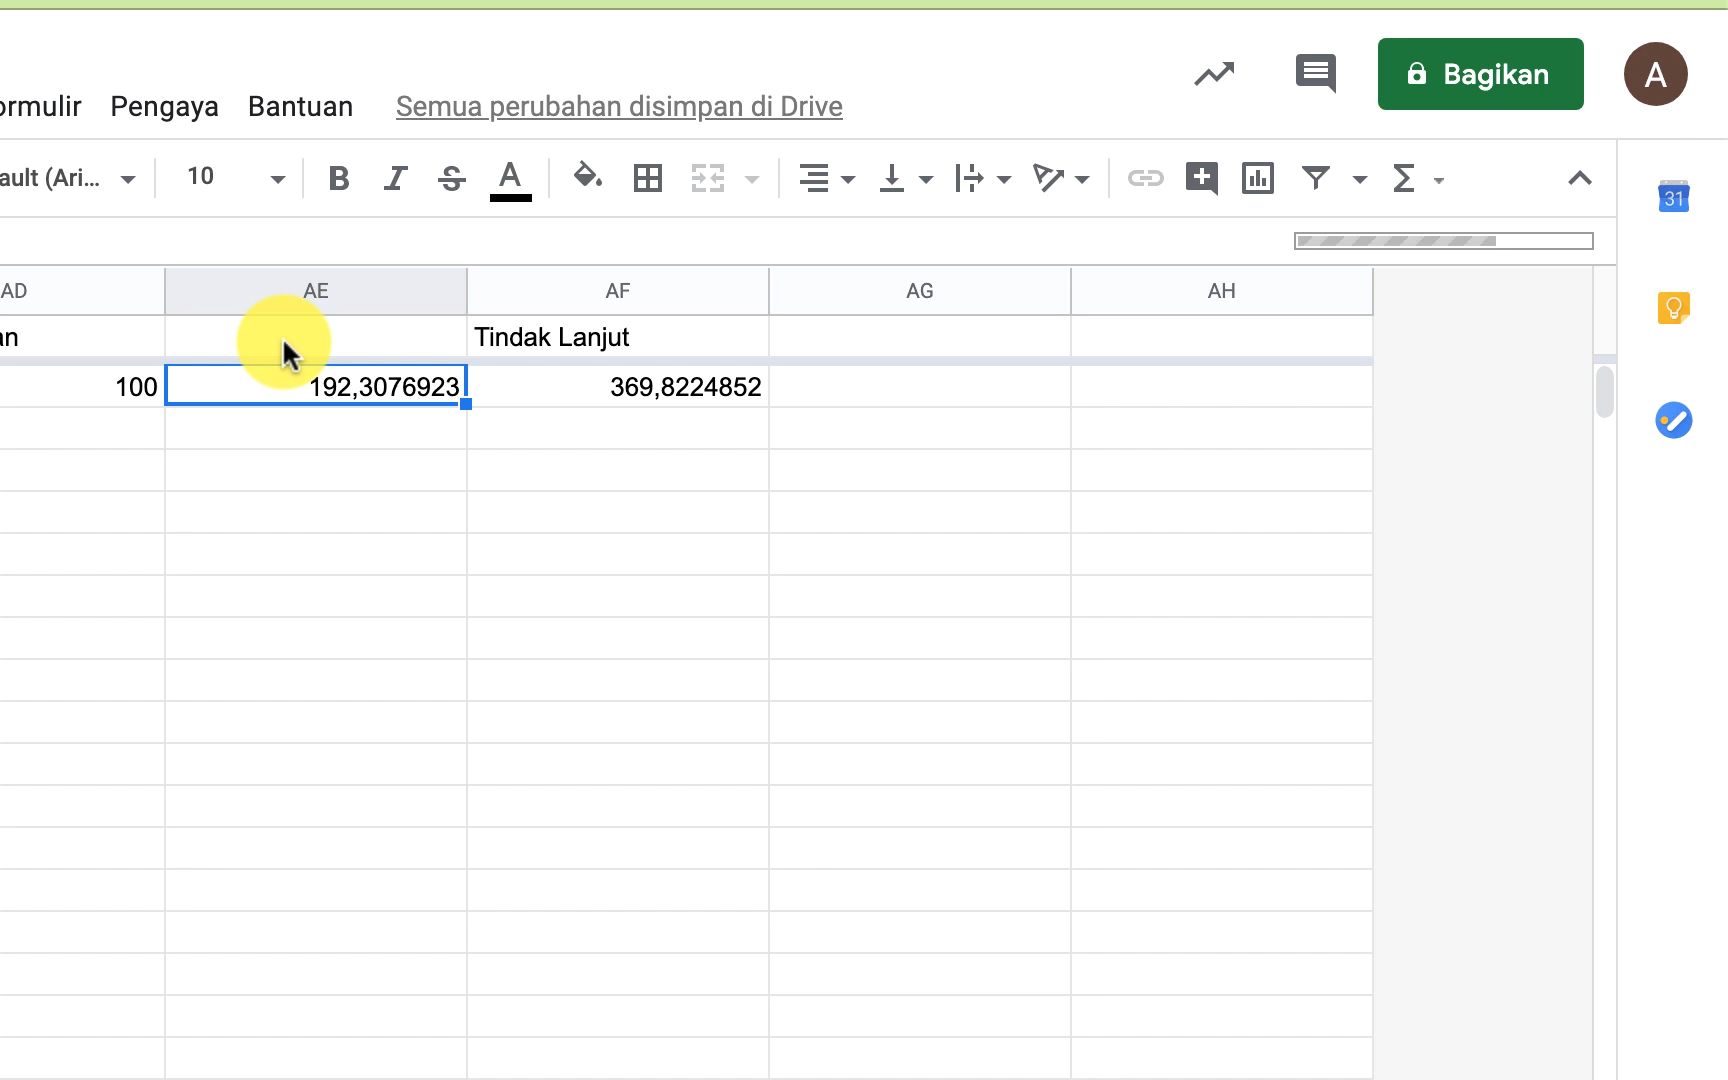 Bagikan
A
ormulir Pengaya Bantuan Semua perubahan disimpan di Drive
ault (Ari... 10 B I S A Σ
31
AD AE AF AG AH
an Tindak Lanjut
100 192,3076923 369,8224852